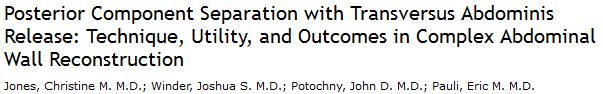 Posterior Component Separation with Transversus Abdominis
Release: Technique, Utility, and Outcomes in Complex Abdominal
Wall Reconstruction
Jones, Christine M. M.D.; Winder, Joshua S. M.D.; Potochny, John D. M.D.; Pauli, Eric M. M.D.